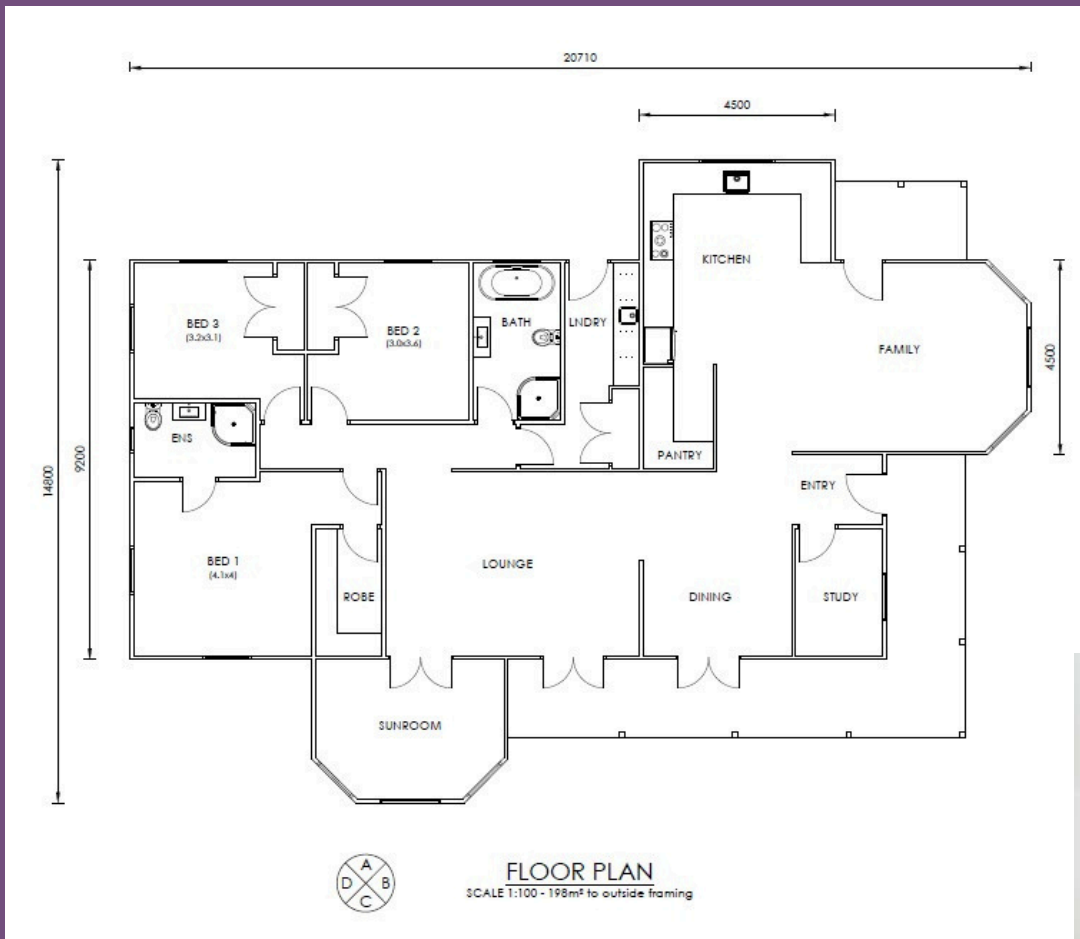 20710
4500
KITCHEN
BED 3
(3.2x3.1)
BED 2
(3.0x3.6)
BATH
LNDRY
FAMILY
4500
ENS
PANTRY
14800
9200
ENTRY
BED 1
(4.1x4)
LOUNGE
ROBE
DINING
STUDY
SUNROOM
A
D B
C
FLOOR PLAN
SCALE 1:100 - 198m² to outside framing